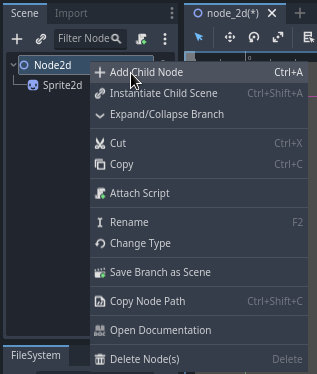 Scene Import node_2d(*)
Filter Node
Node2d
Sprite2d
Add Child Node Ctrl+A
Instantiate Child Scene Ctrl+Shift+A
Expand/Collapse Branch
Cut Ctrl+X
Copy Ctrl+C
Attach Script
Rename F2
Change Type
Save Branch as Scene
Copy Node Path Ctrl+Shift+C
Open Documentation
Delete Node(s) Delete
FileSystem